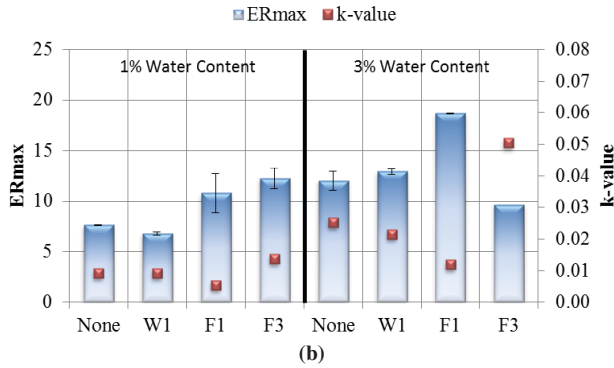 ERmax k-value
25 0.08
1% Water Content 3% Water Content
0.07
20
0.06
15 0.05
0.04
10
0.03
5 0.02
0.01
0 0.00
ERmax
k-value
None W1 F1 F3 None W1 F1 F3
(b)